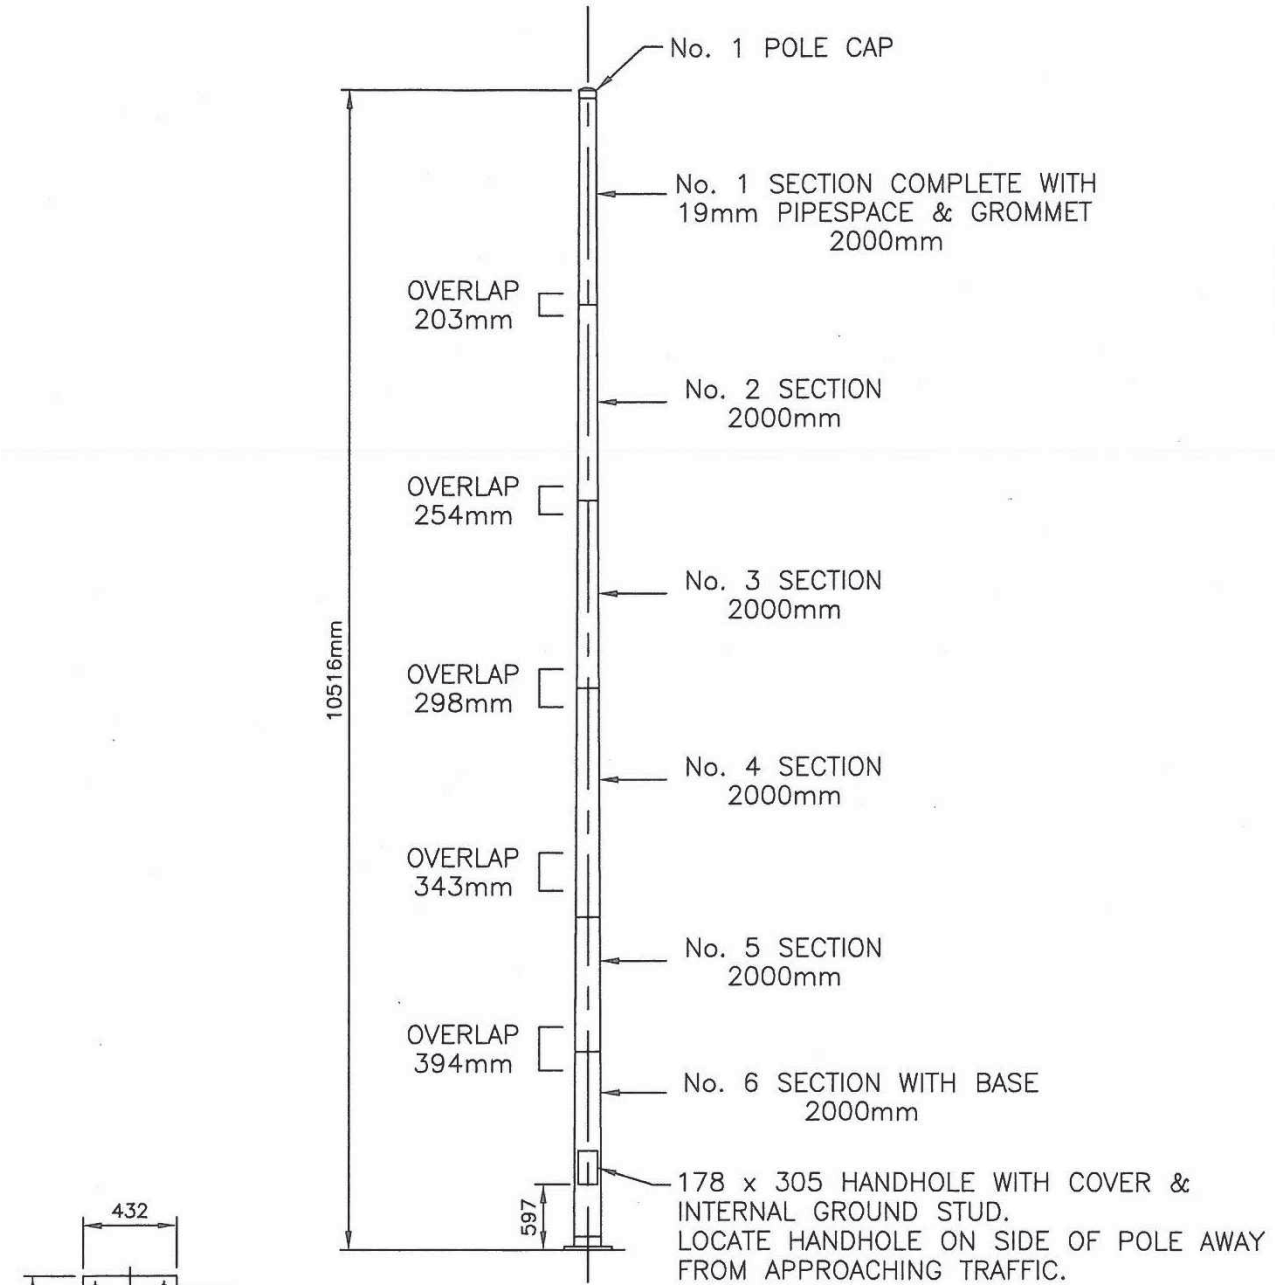 No. 1 POLE CAP
No. 1 SECTION COMPLETE WITH
19mm PIPESPACE & GROMMET
2000mm
OVERLAP
203mm
No. 2 SECTION
2000mm
OVERLAP
254mm
No. 3 SECTION
2000mm
10516mm
OVERLAP
298mm
No. 4 SECTION
2000mm
OVERLAP
343mm
No. 5 SECTION
2000mm
OVERLAP
394mm
No. 6 SECTION WITH BASE
2000mm
597
178 x 305 HANDHOLE WITH COVER &
INTERNAL GROUND STUD.
LOCATE HANDHOLE ON SIDE OF POLE AWAY
FROM APPROACHING TRAFFIC.
432